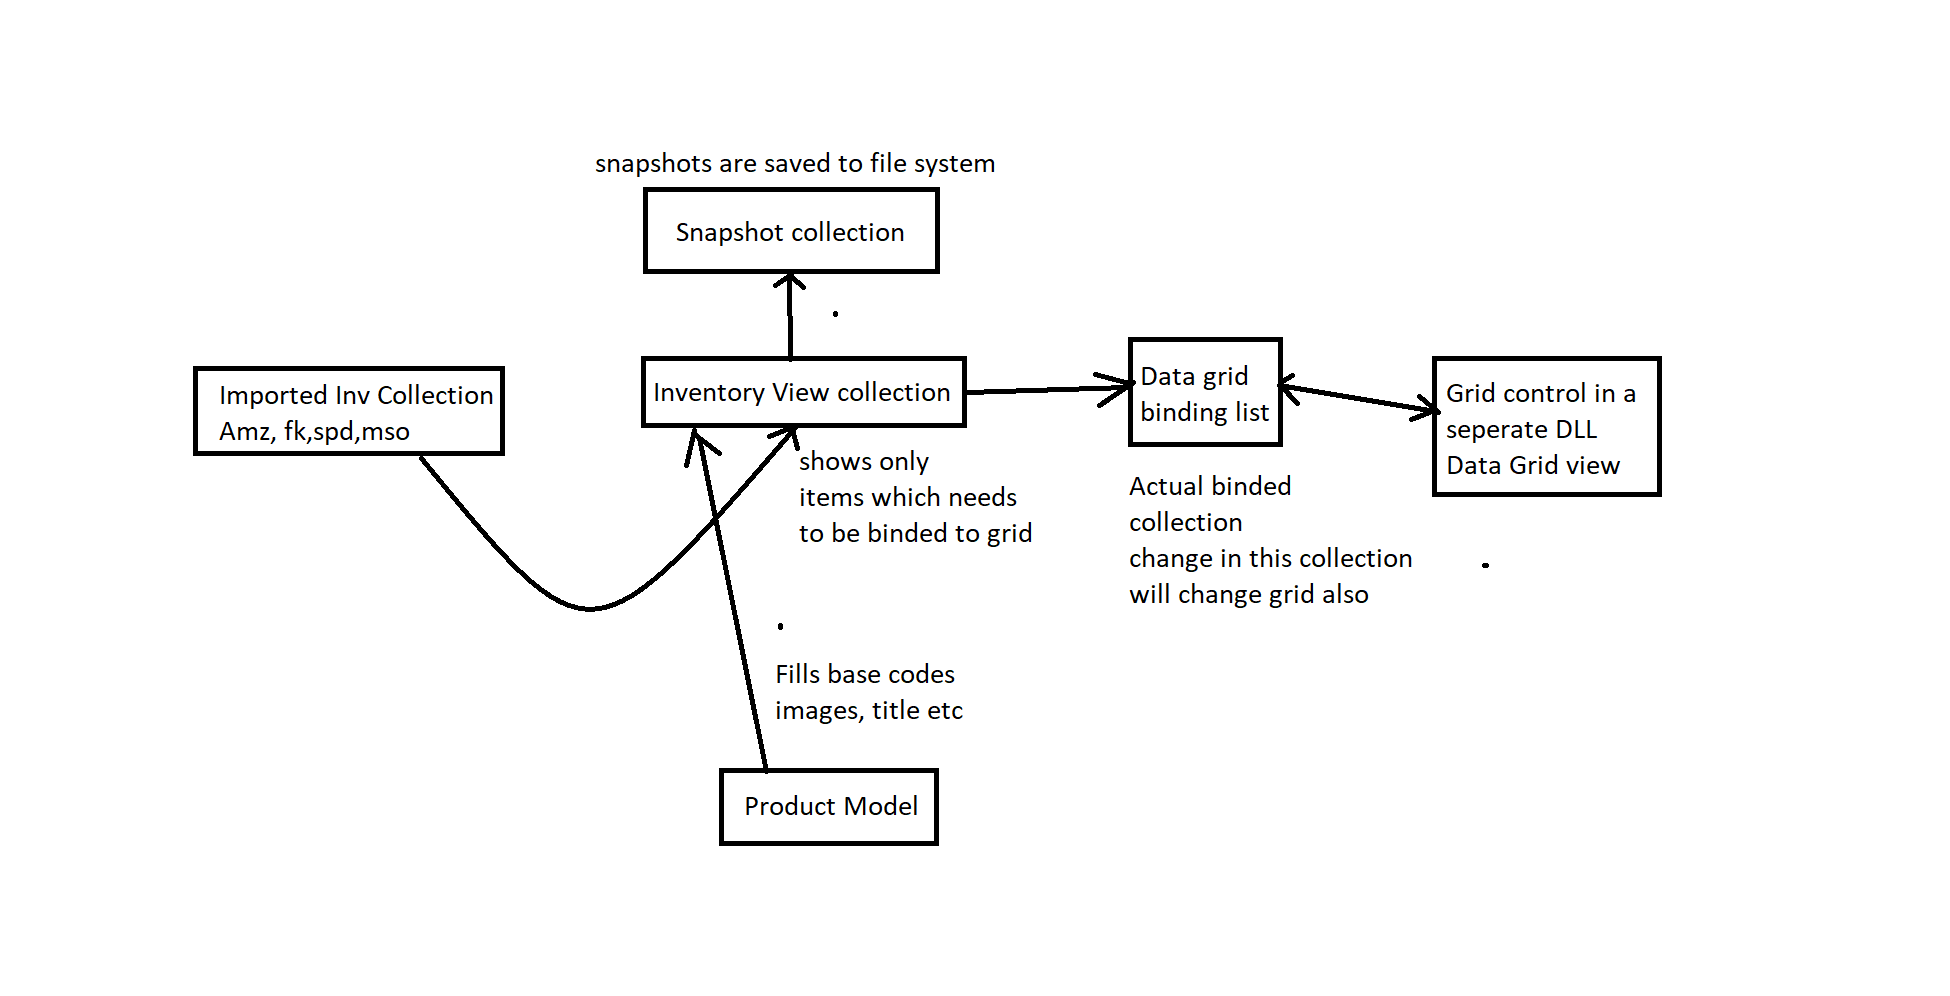 snapshots are saved to file system
Snapshot collection
Imported Inv Collection
Amz, fk,spd,mso
Inventory View collection
shows only
items which needs
to be binded to grid
Data grid
binding list
Actual binded
collection
change in this collection
will change grid also
Grid control in a
seperate DLL
Data Grid view
Fills base codes
images, title etc
Product Model